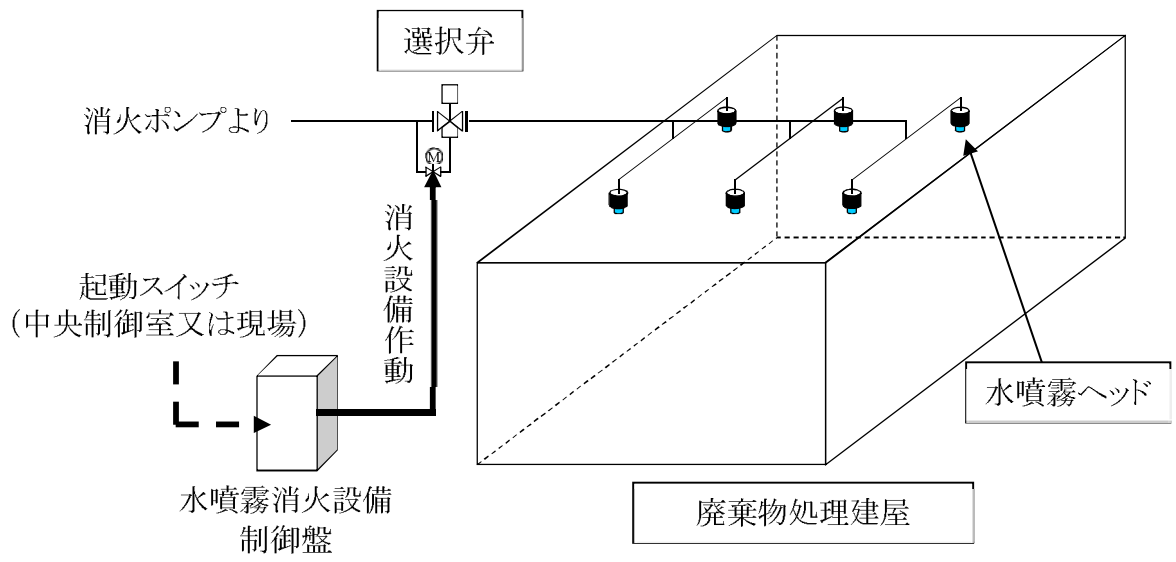 選択弁
消火ポンプより
M
消火設備作動
起動スイッチ
（中央制御室又は現場）
水噴霧ヘッド
水噴霧消火設備
制御盤
廃棄物処理建屋